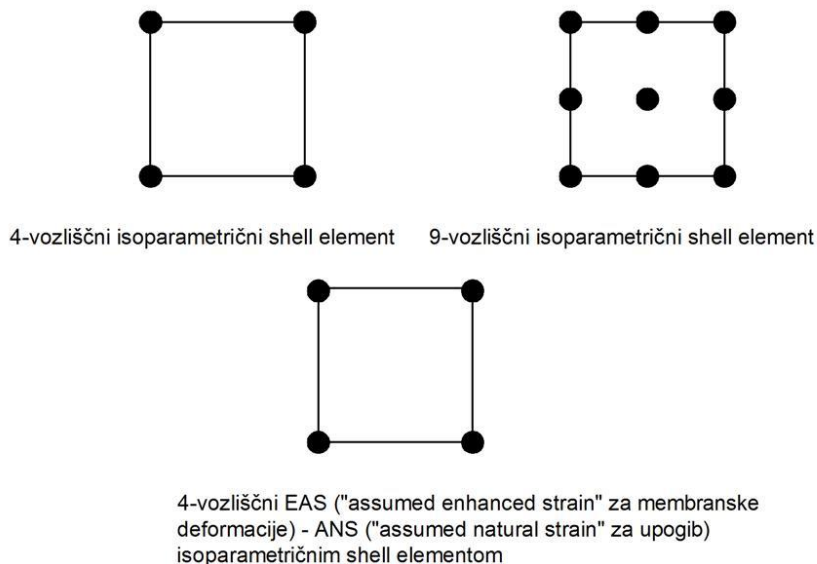 4-vozliščni isoparametrični shell element
9-vozliščni isoparametrični shell element
4-vozliščni EAS ("assumed enhanced strain" za membranske
deformacije) - ANS ("assumed natural strain" za upogib)
isoparametričnim shell elementom